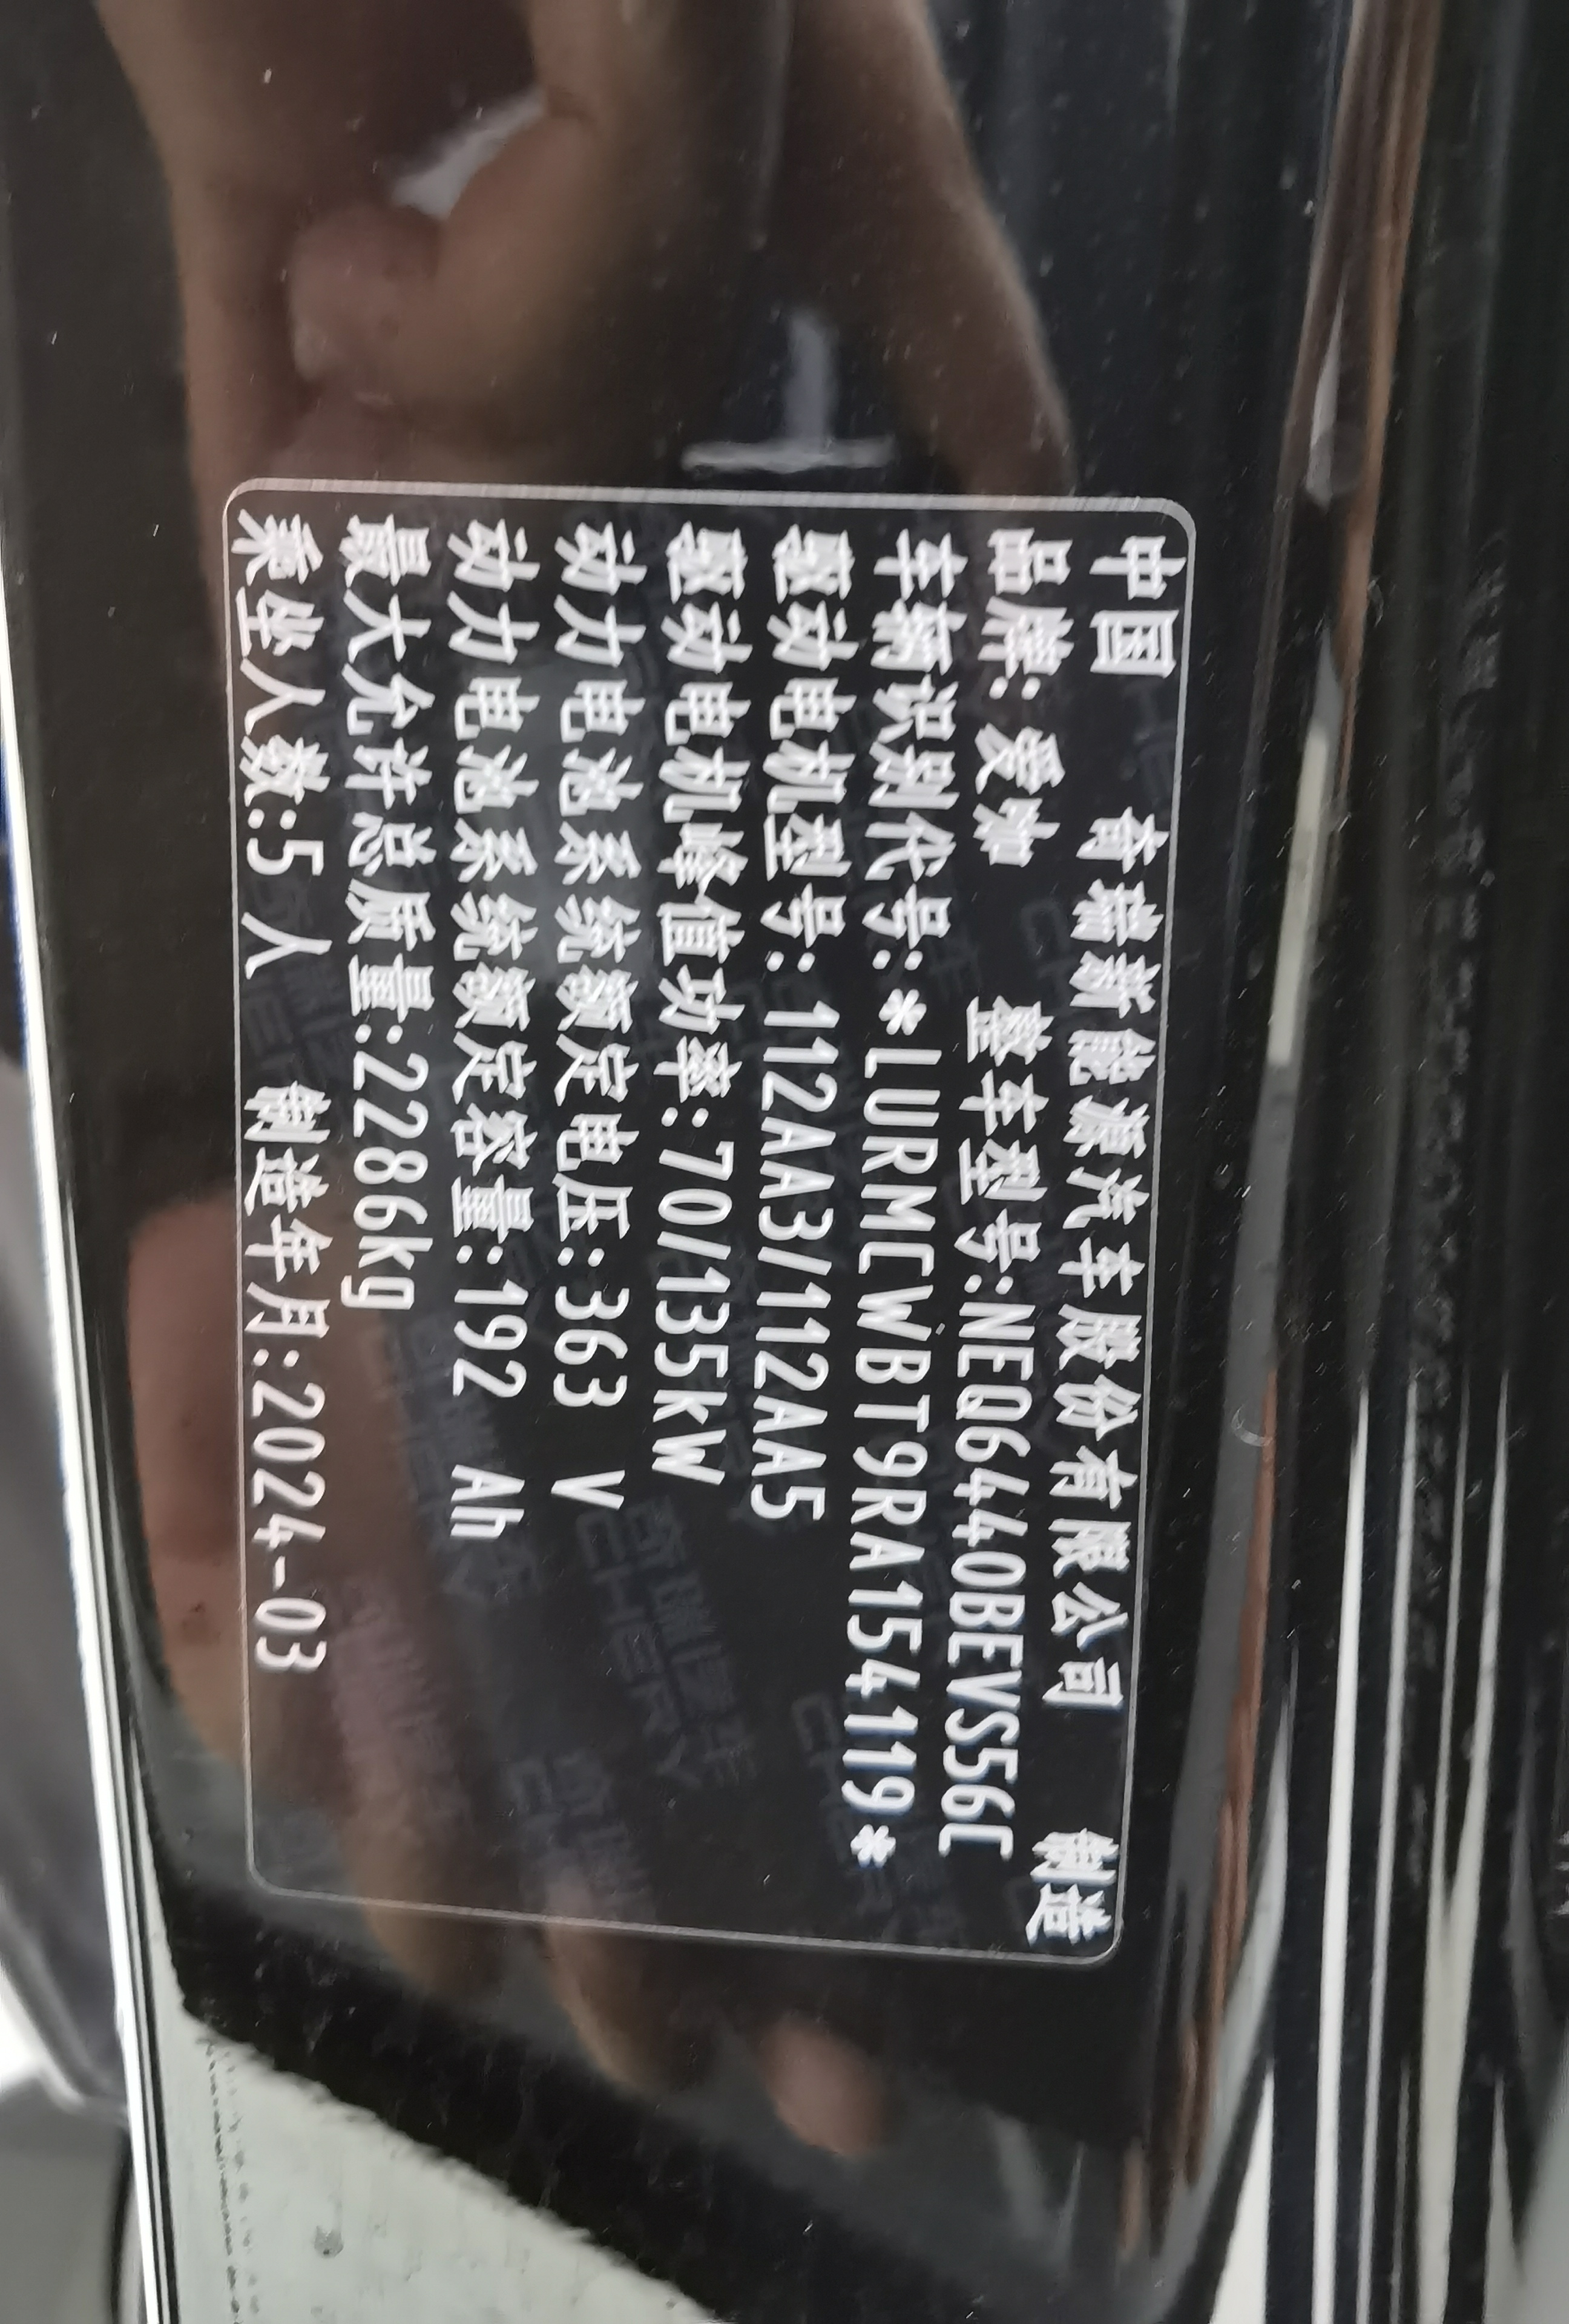 中国 奇瑞新能源汽车股份有限公司 制造
品牌: 爱咖 整车型号:NEQ6440BEVS56C
车辆识别代号:*LURMCWBT9RA154119*
驱动电机型号: 112AA3/112AA5
驱动电机峰值功率:70/135kW
动力电池系统额定电压:363 V
动力电池系统额定容量:192 Ah
最大允许总质量:2286kg
乘坐人数:5 人 制造年月:2024-03